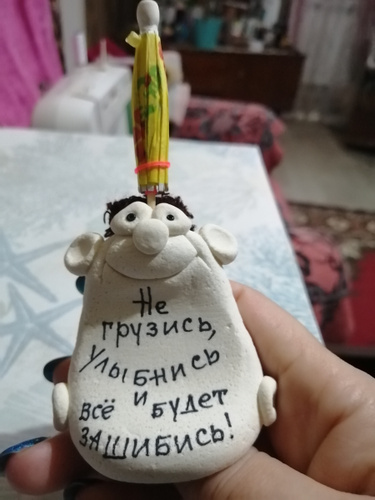 Не
грузись,
улыбнись
и
всё будет
ЗАШИБИСЬ!